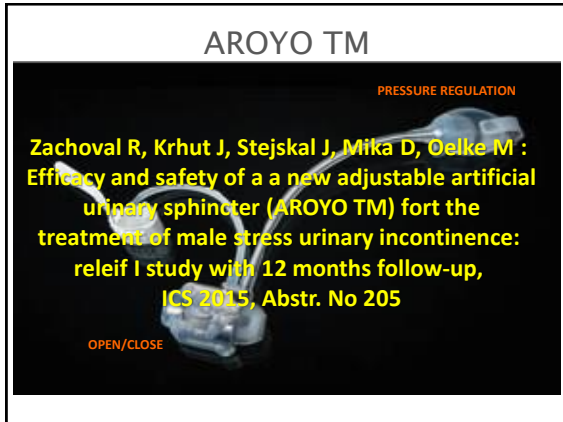 AROYO TM
PRESSURE REGULATION
Zachoval R, Krhut J, Stejskal J, Mika D, Oelke M :
Efficacy and safety of a a new adjustable artificial
urinary sphincter (AROYO TM) fort the
treatment of male stress urinary incontinence:
releif I study with 12 months follow-up,
ICS 2015, Abstr. No 205
OPEN/CLOSE